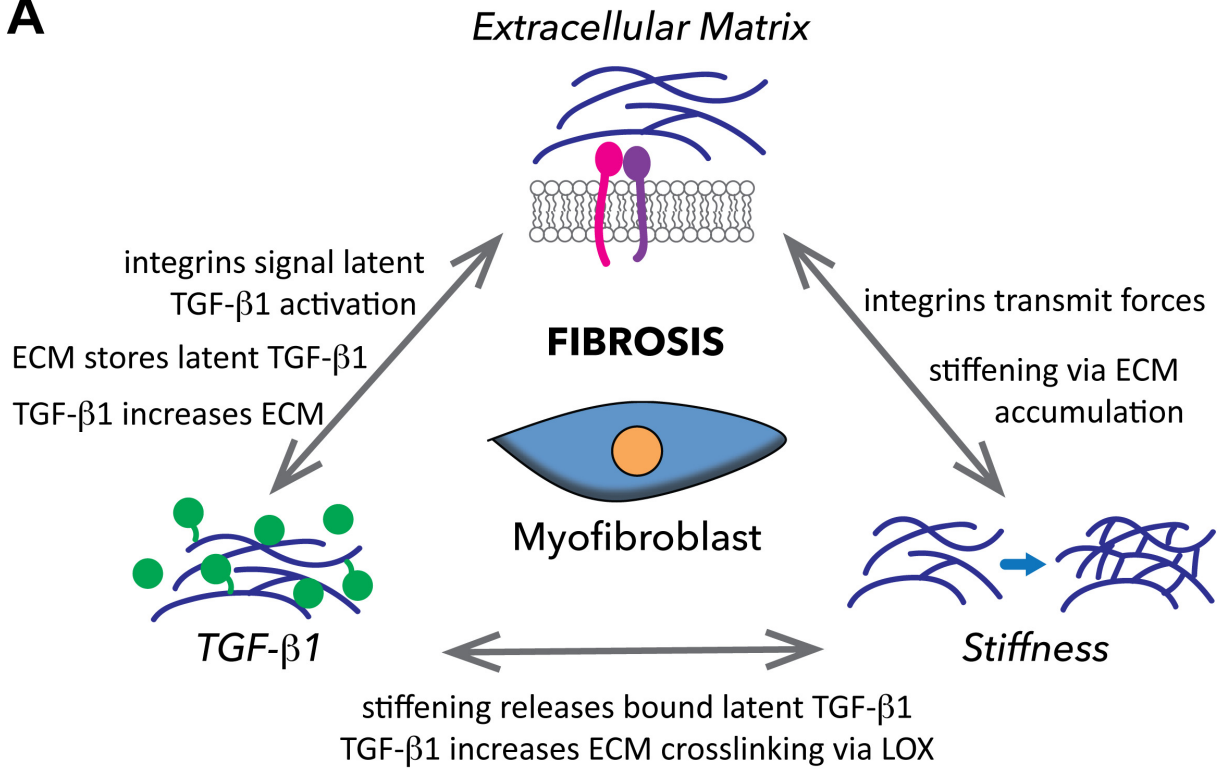 A
Extracellular Matrix
integrins signal latent
TGF-β1 activation
ECM stores latent TGF-β1
TGF-β1 increases ECM
integrins transmit forces
stiffening via ECM
accumulation
FIBROSIS
Myofibroblast
TGF-β1
Stiffness
stiffening releases bound latent TGF-β1
TGF-β1 increases ECM crosslinking via LOX